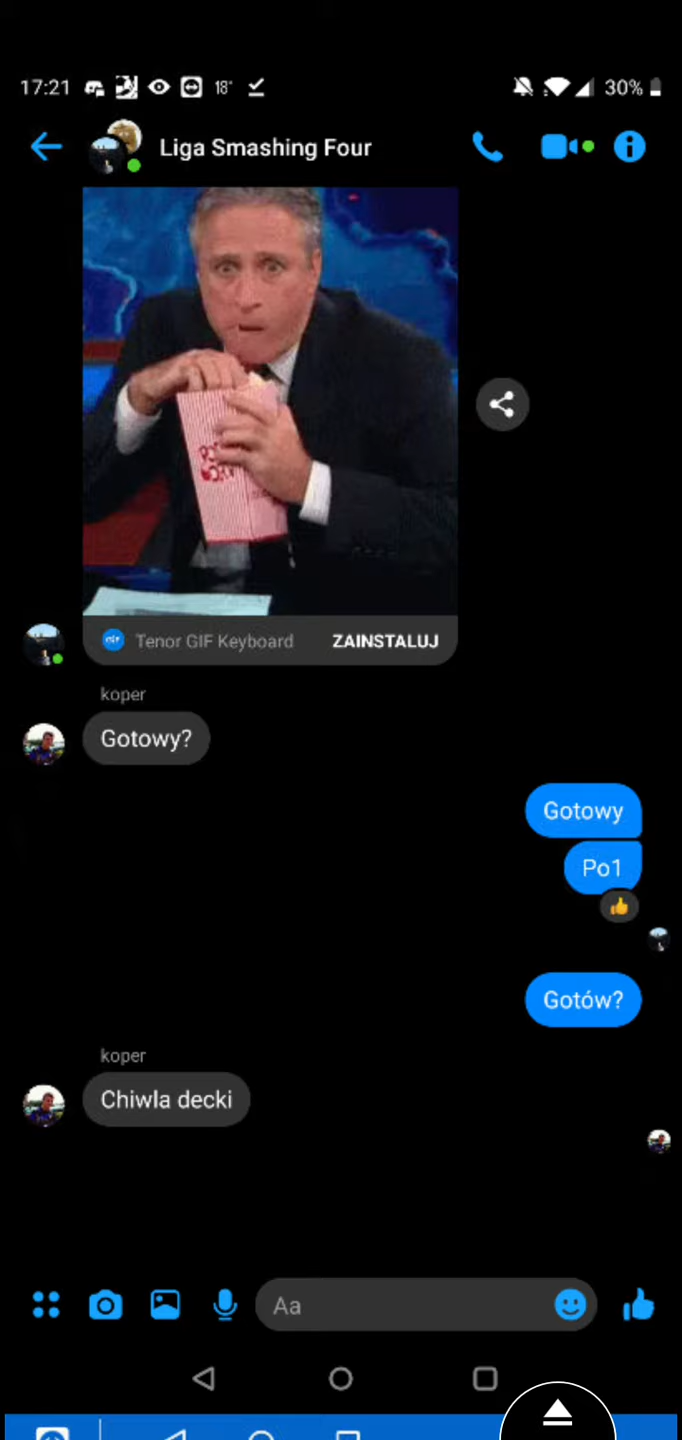 17:21 18° 30%
Liga Smashing Four
Tenor GIF Keyboard ZAINSTALUJ
koper
Gotowy?
Gotowy
Po1
Gotów?
koper
Chiwla decki
Aa